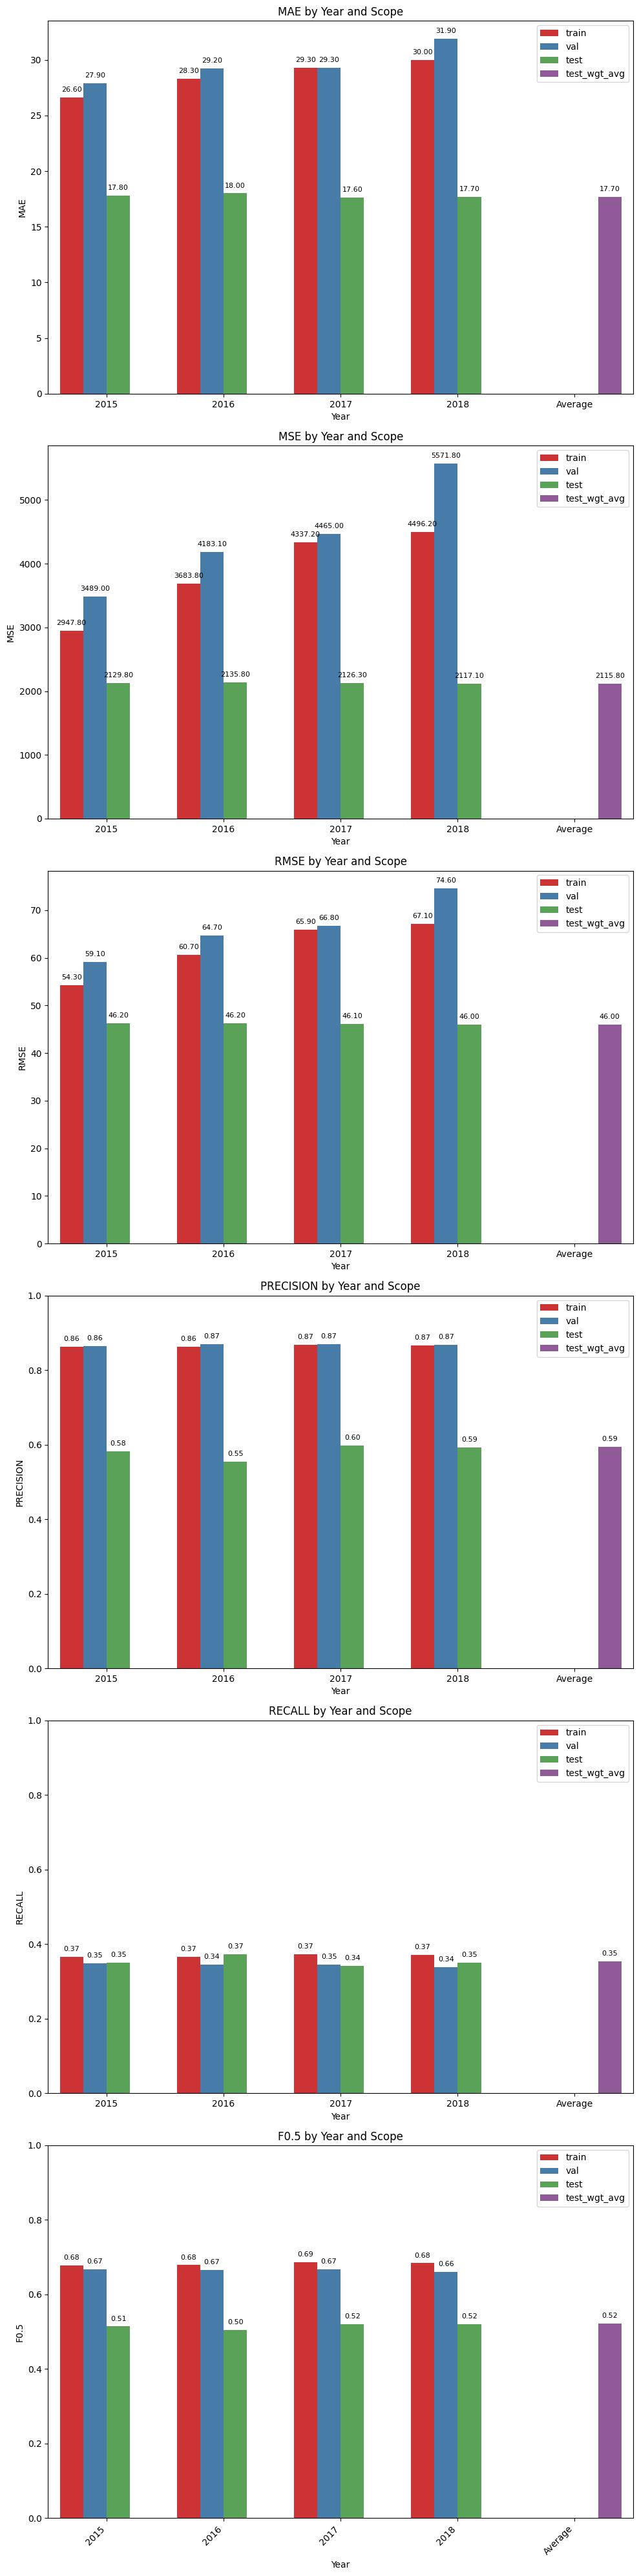 MAE by Year and Scope
train
val
test
test_wgt_avg
MAE
30
25
20
15
10
5
0
26.60 27.90 17.80
28.30 29.20 18.00
29.30 29.30 17.60
30.00 31.90 17.70
17.70
2015 2016 2017 2018 Average
Year
MSE by Year and Scope
train
val
test
test_wgt_avg
MSE
5000
4000
3000
2000
1000
0
2947.80 3489.00 2129.80
3683.80 4183.10 2135.80
4337.20 4465.00 2126.30
4496.20 5571.80 2117.10
2115.80
2015 2016 2017 2018 Average
Year
RMSE by Year and Scope
train
val
test
test_wgt_avg
RMSE
70
60
50
40
30
20
10
0
54.30 59.10 46.20
60.70 64.70 46.20
65.90 66.80 46.10
67.10 74.60 46.00
46.00
2015 2016 2017 2018 Average
Year
PRECISION by Year and Scope
train
val
test
test_wgt_avg
PRECISION
1.0
0.8
0.6
0.4
0.2
0.0
0.86 0.86 0.58
0.86 0.87 0.55
0.87 0.87 0.60
0.87 0.87 0.59
0.59
2015 2016 2017 2018 Average
Year
RECALL by Year and Scope
train
val
test
test_wgt_avg
RECALL
1.0
0.8
0.6
0.4
0.2
0.0
0.37 0.35 0.35
0.37 0.34 0.37
0.37 0.35 0.34
0.37 0.34 0.35
0.35
2015 2016 2017 2018 Average
Year
F0.5 by Year and Scope
train
val
test
test_wgt_avg
F0.5
1.0
0.8
0.6
0.4
0.2
0.0
0.68 0.67 0.51
0.68 0.67 0.50
0.69 0.67 0.52
0.68 0.66 0.52
0.52
2015 2016 2017 2018 Average
Year